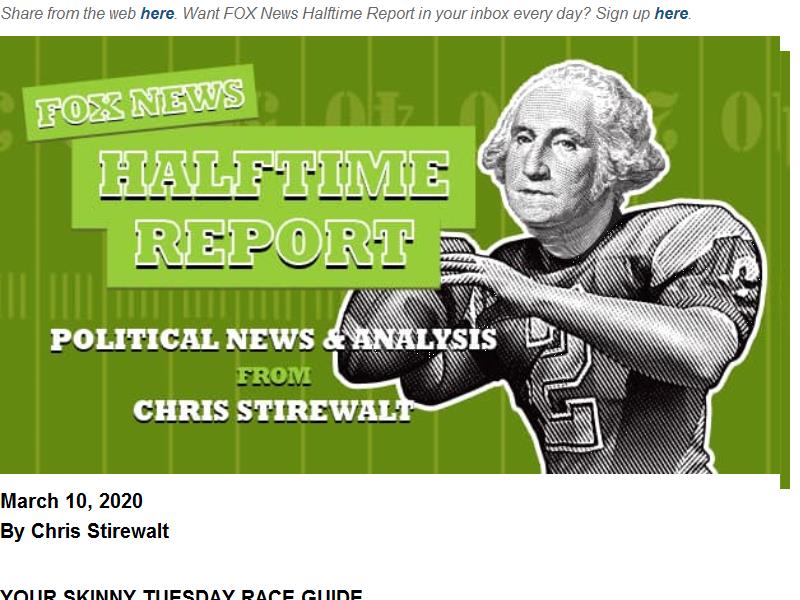 Share from the web here. Want FOX News Halftime Report in your inbox every day? Sign up here.
FOX NEWS
HALFTIME
REPORT
POLITICAL NEWS & ANALYSIS
FROM
CHRIS STIREWALT
March 10, 2020
By Chris Stirewalt
YOUR SKINNY TUESDAY RACE GUIDE